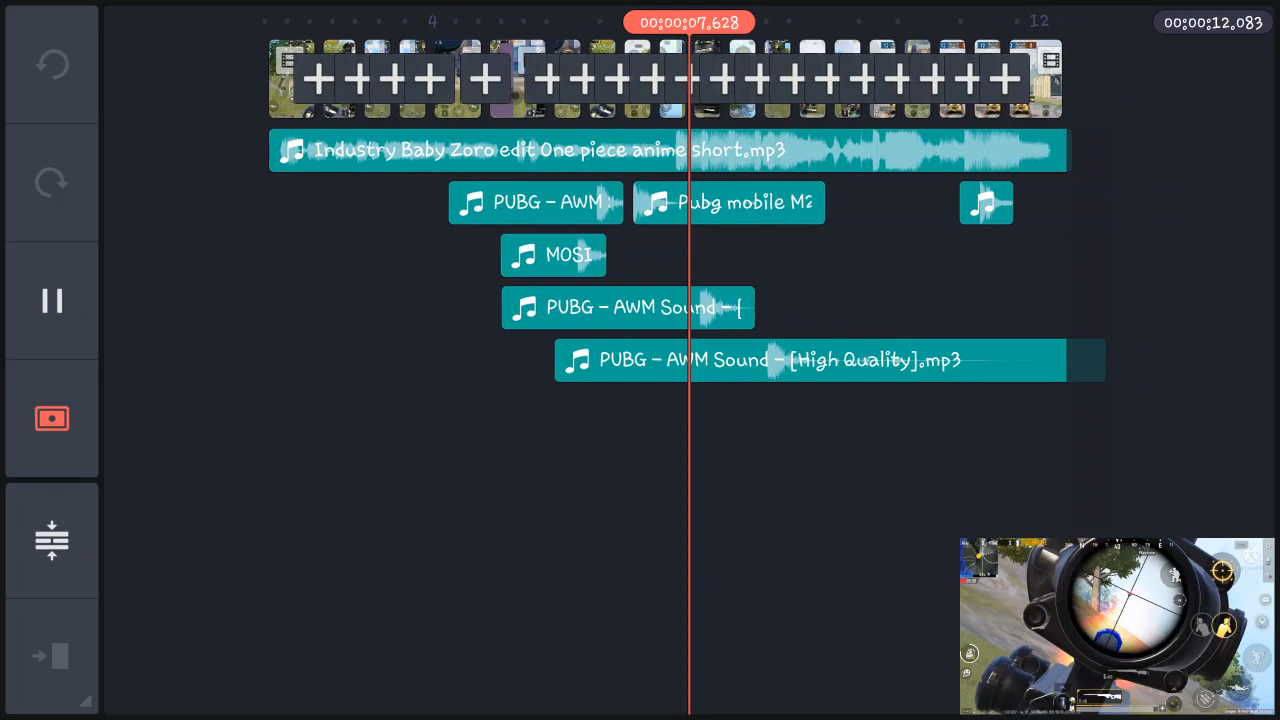 4
00:00:07.628
12
00:00:12.083
Industry Baby Zoro edit One piece anime short.mp3
PUBG - AWM
Pubg mobile M2
MOSI
PUBG - AWM Sound - [
PUBG - AWM Sound - [High Quality].mp3